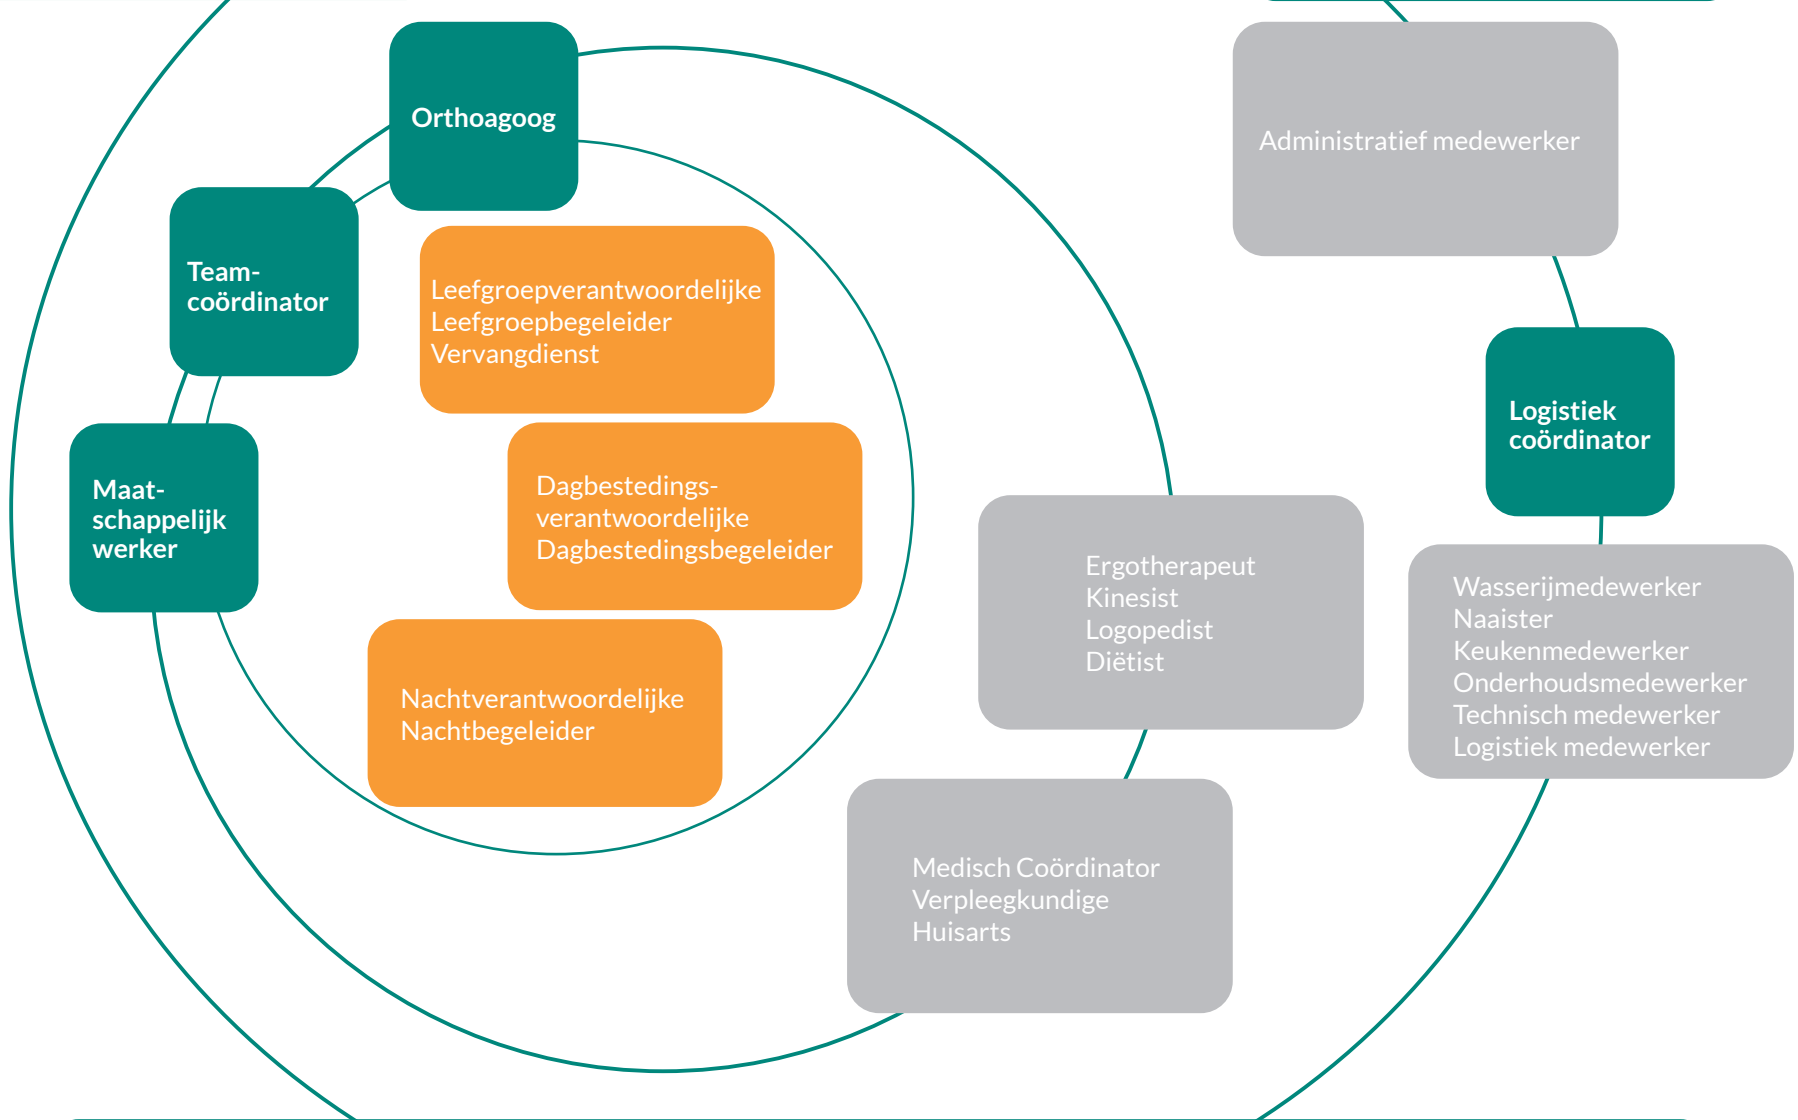 Orthoagoog
Administratief medewerker
Team-
coördinator
Leefgroepverantwoordelijke
Leefgroepbegeleider
Vervangdienst
Logistiek
coördinator
Maat-
schappelijk
werker
Dagbestedings-
verantwoordelijke
Dagbestedingsbegeleider
Ergotherapeut
Kinesist
Logopedist
Diëtist
Wasserijmedewerker
Naaister
Keukenmedewerker
Onderhoudsmedewerker
Technisch medewerker
Logistiek medewerker
Nachtverantwoordelijke
Nachtbegeleider
Medisch Coördinator
Verpleegkundige
Huisarts